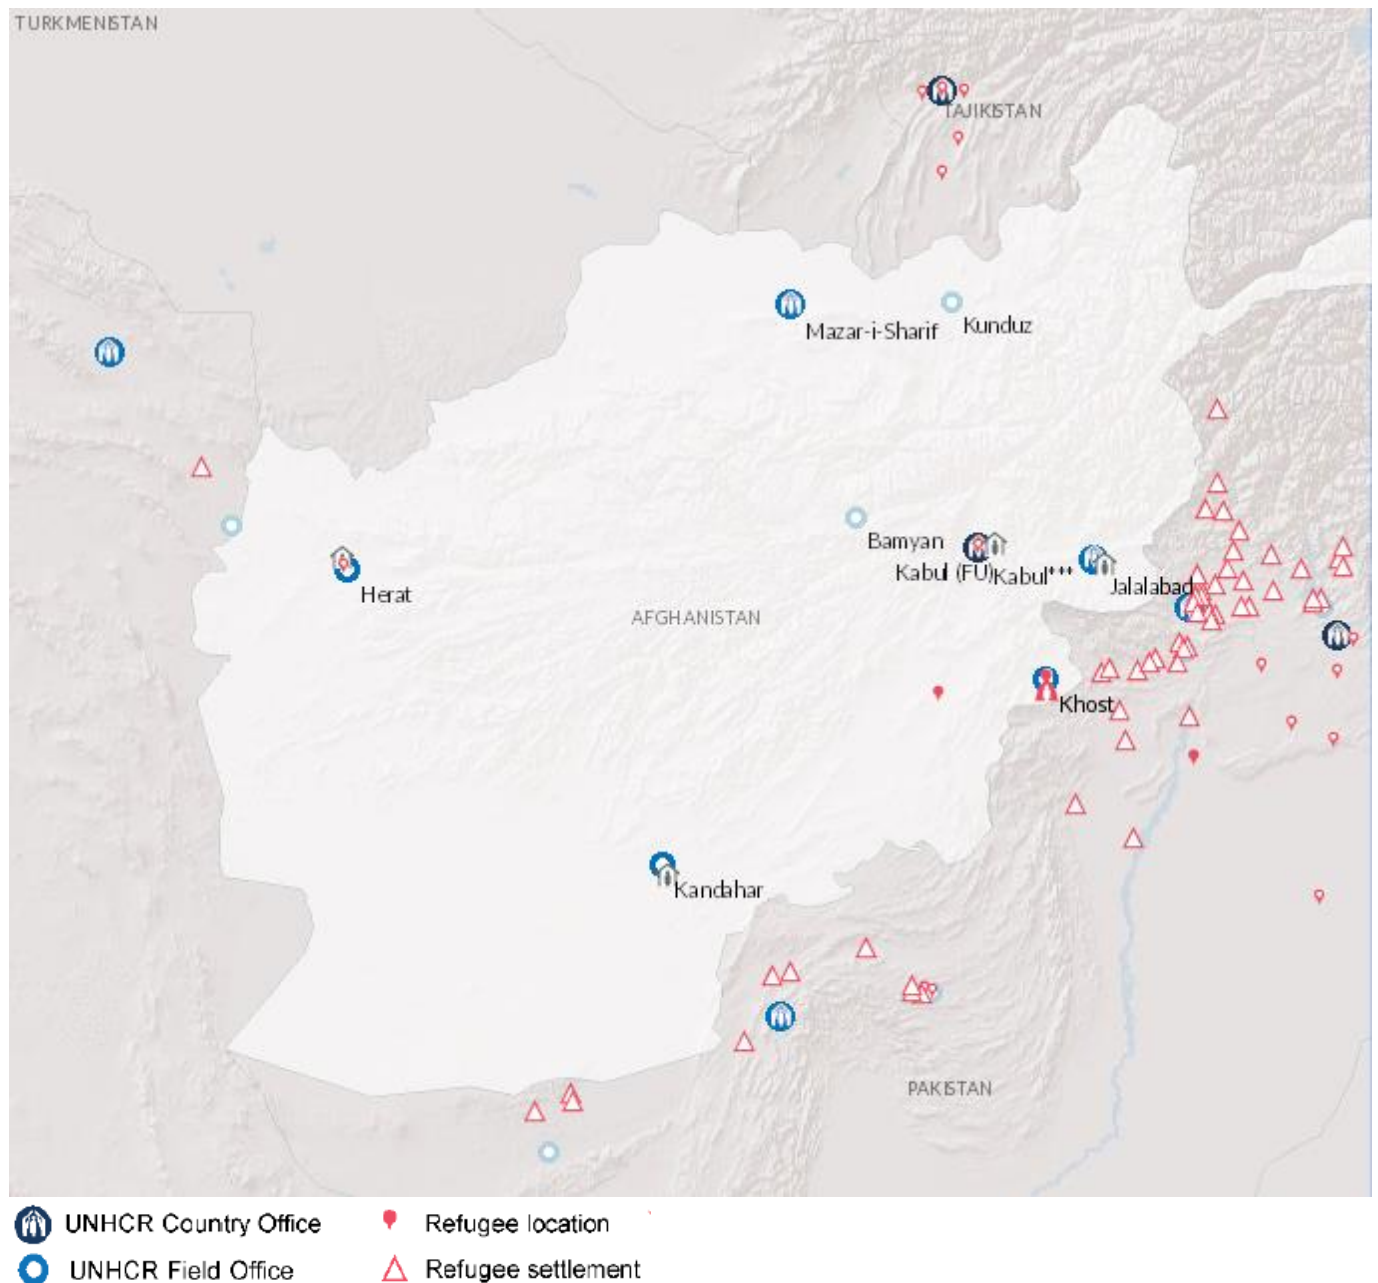 TURKMENISTAN
TAJIKISTAN
Mazar-i-Sharif
Kunduz
Bamyan
Kabul (FU)
Kabul***
Jalalabad
Herat
AFGHANISTAN
Khost
Kandahar
PAKISTAN
UNHCR Country Office
Refugee location
UNHCR Field Office
Refugee settlement